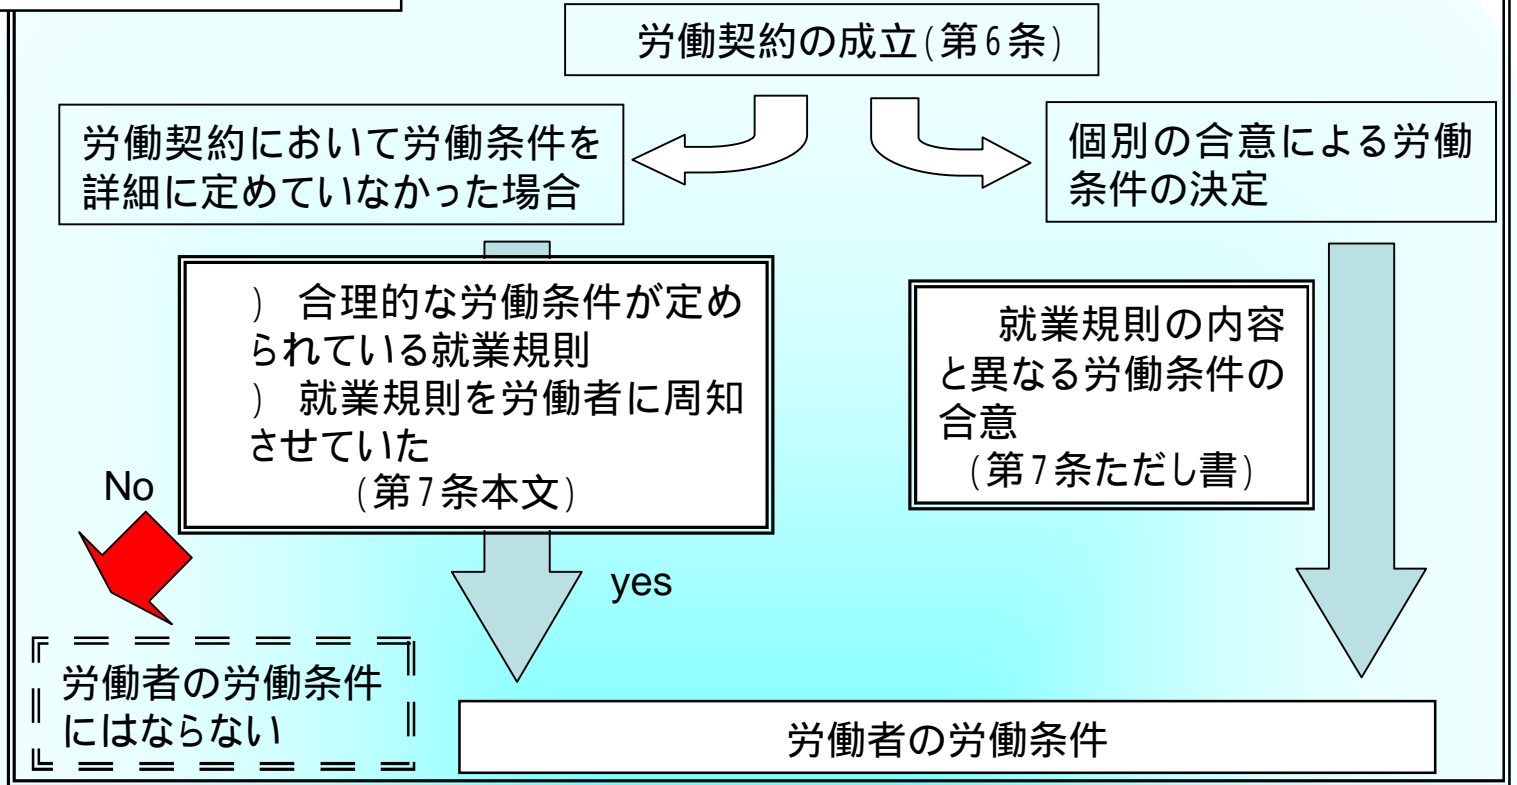 労働契約の成立(第6条)
労働契約において労働条件を
詳細に定めていなかった場合
個別の合意による労働
条件の決定
) 合理的な労働条件が定め
られている就業規則
) 就業規則を労働者に周知
させていた
(第7条本文)
就業規則の内容
と異なる労働条件の
合意
(第7条ただし書)
No
yes
労働者の労働条件
にはならない
労働者の労働条件